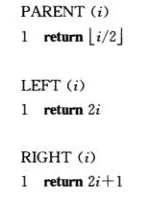 PARENT (i)
1 return ⌊i/2⌋
LEFT (i)
1 return 2i
RIGHT (i)
1 return 2i+1